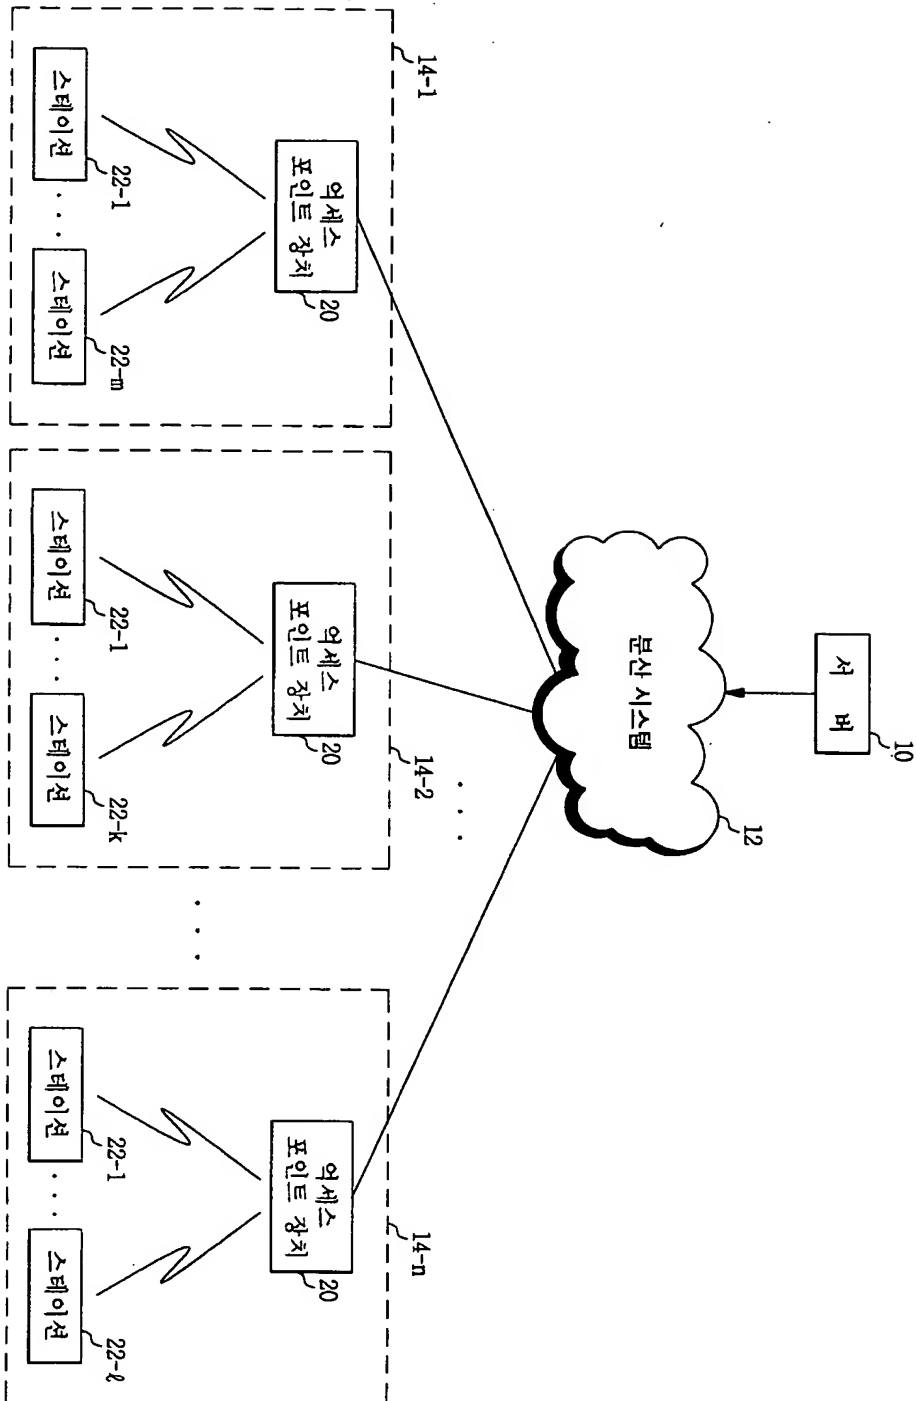 서 버
10
분산 시스템
12
14-1
억세스
포인트 장치
20
스테이션
22-1
. . .
스테이션
22-m
14-2
억세스
포인트 장치
20
스테이션
22-1
. . .
스테이션
22-k
. . .
. . .
14-n
억세스
포인트 장치
20
스테이션
22-1
. . .
스테이션
22-ℓ